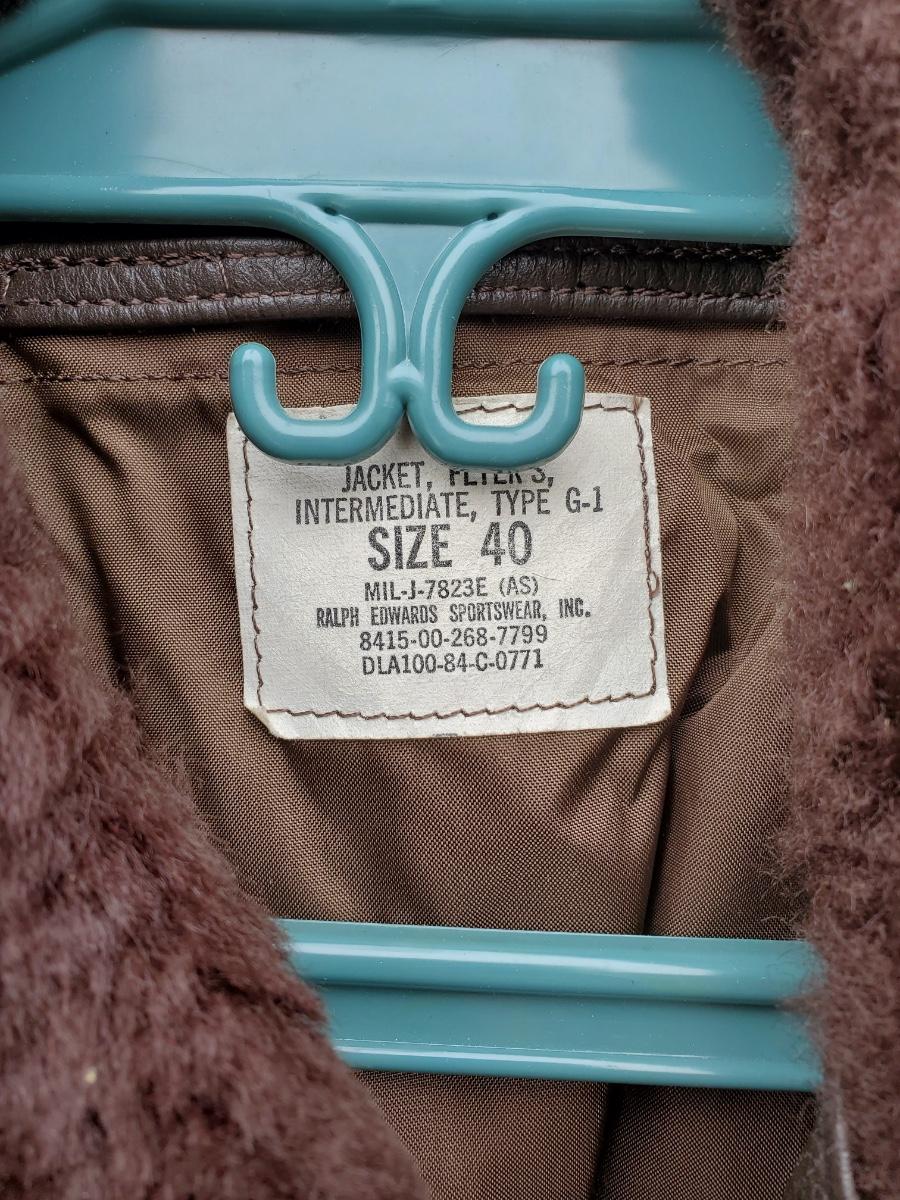 JACKET, FLYER'S,
INTERMEDIATE, TYPE G-1
SIZE 40
MIL-J-7823E (AS)
RALPH EDWARDS SPORTSWEAR, INC.
8415-00-268-7799
DLA100-84-C-0771